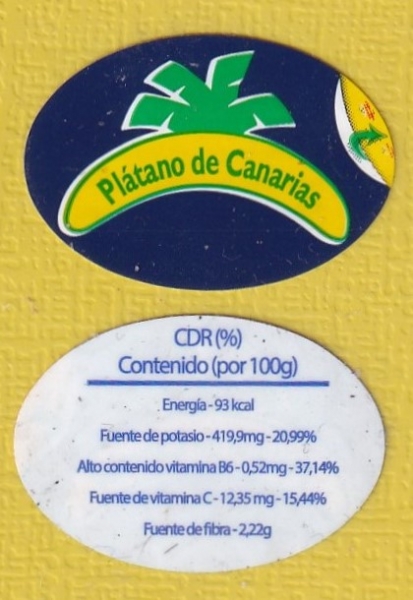 Plátano de Canarias
CDR (%)
Contenido (por 100g)
Energía - 93 kcal
Fuente de potasio - 419,9mg - 20,99%
Alto contenido vitamina B6 - 0,52mg - 37,14%
Fuente de vitamina C - 12,35 mg - 15,44%
Fuente de fibra - 2,22g